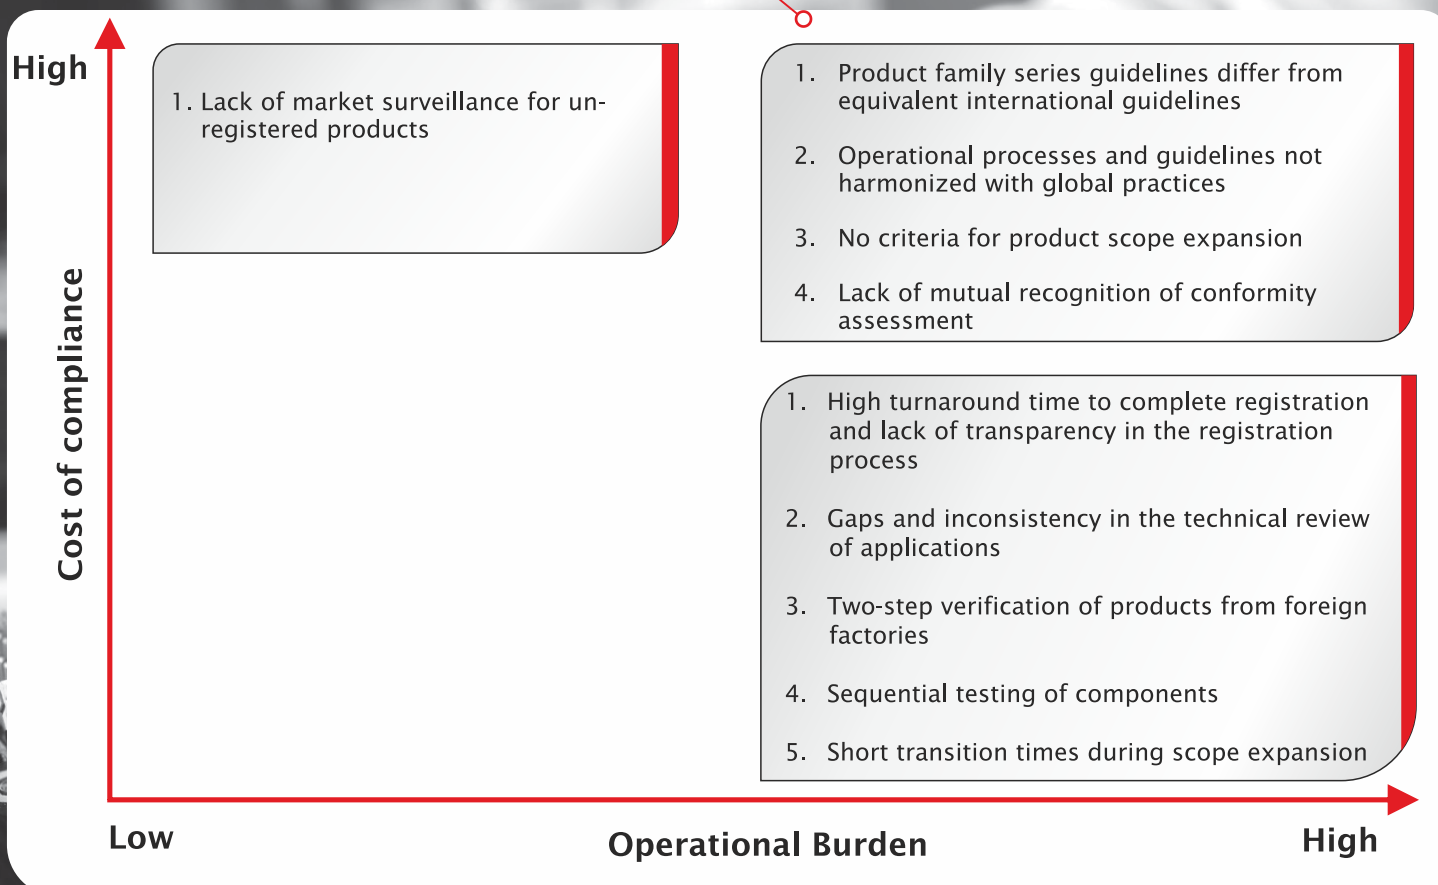 High
1. Lack of market surveillance for un-
registered products
1. Product family series guidelines differ from
equivalent international guidelines
2. Operational processes and guidelines not
harmonized with global practices
3. No criteria for product scope expansion
4. Lack of mutual recognition of conformity
assessment
Cost of compliance
1. High turnaround time to complete registration
and lack of transparency in the registration
process
2. Gaps and inconsistency in the technical review
of applications
3. Two-step verification of products from foreign
factories
4. Sequential testing of components
5. Short transition times during scope expansion
Low
Operational Burden
High